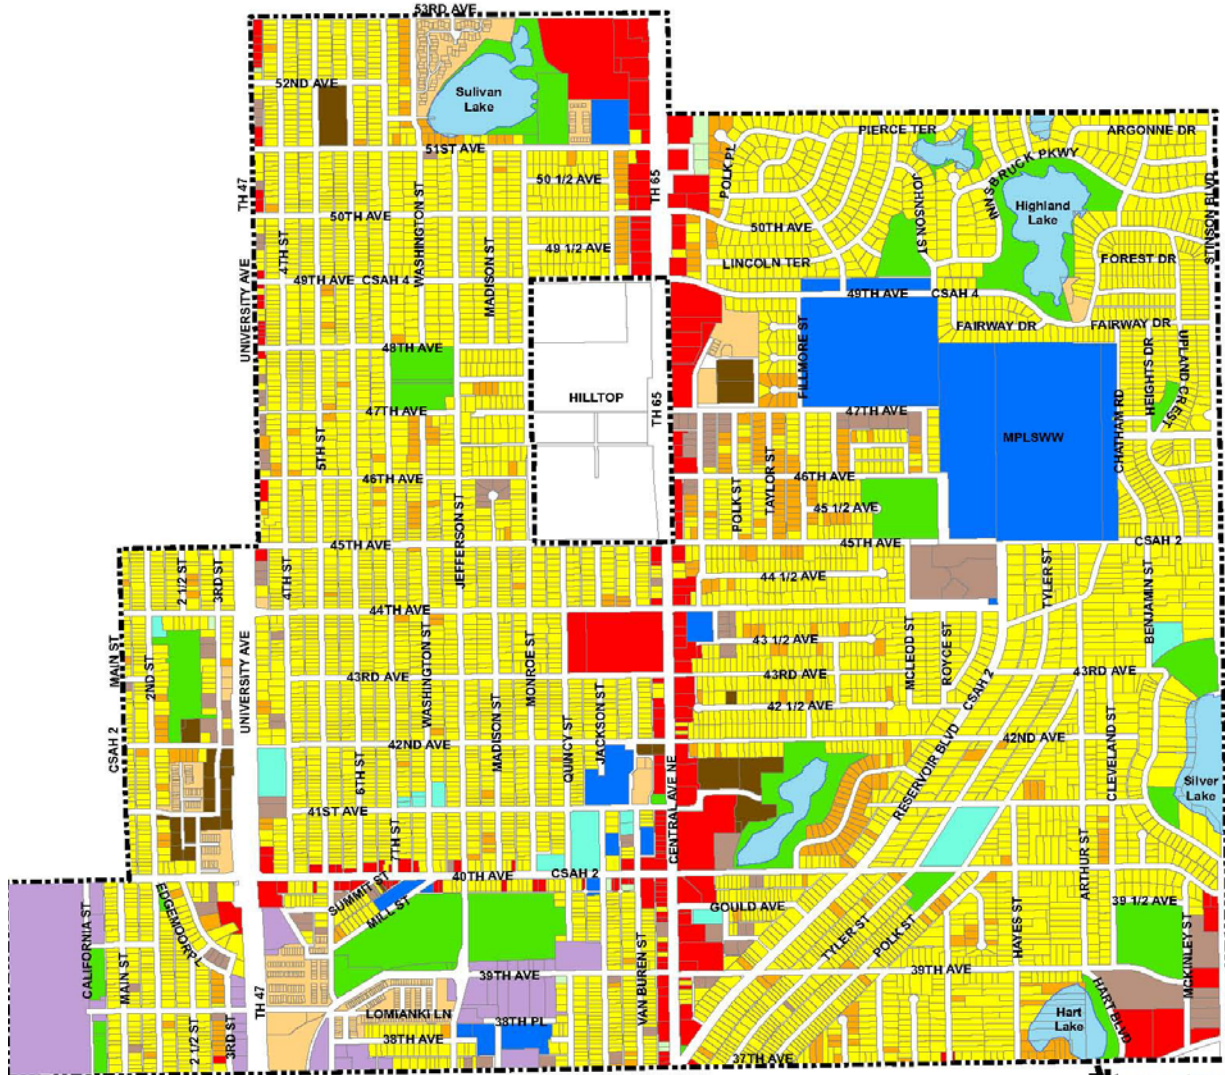 53RD AVE
52ND AVE
Sulivan
Lake
51ST AVE
PIERCE TER
ARGONNE DR
POLK PL
INNSBRUCK PKWY
JOHNSON ST
50 1/2 AVE
TH 65
TH 47
WASHINGTON ST
STINSON BLVD
Highland
Lake
50TH AVE
50TH AVE
4TH ST
MADISON ST
49 1/2 AVE
LINCOLN TER
FOREST DR
49TH AVE CSAH 4
49TH AVE CSAH 4
UNIVERSITY AVE
FAIRWAY DR
FAIRWAY DR
FILLMORE ST
48TH AVE
HEIGHTS DR
UPLAND CREST
HILLTOP
TH 65
47TH AVE
47TH AVE
CHATHAM RD
MPLSWW
5TH ST
46TH AVE
46TH AVE
POLK ST
TAYLOR ST
45 1/2 AVE
JEFFERSON ST
45TH AVE
45TH AVE
CSAH 2
2 1/2 ST
3RD ST
4TH ST
44 1/2 AVE
TYLER ST
BENJAMIN ST
44TH AVE
MAIN ST
2ND ST
UNIVERSITY AVE
WASHINGTON ST
MONROE ST
43 1/2 AVE
MCLEOD ST
ROYCE ST
43RD AVE
43RD AVE
43RD AVE
CSAH 2
MADISON ST
QUINCY ST
JACKSON ST
42 1/2 AVE
CSAH 2
6TH ST
42ND AVE
42ND AVE
RESERVOIR BLVD
CLEVELAND ST
Silver
Lake
41ST AVE
7TH ST
CENTRAL AVE NE
ARTHUR ST
40TH AVE
CSAH 2
EDGEMOOR PL
SUMMIT ST
MILL ST
GOULD AVE
39 1/2 AVE
CALIFORNIA ST
MAIN ST
TYLER ST
POLK ST
HAYES ST
MCKINLEY ST
39TH AVE
39TH AVE
VAN BUREN ST
HART BLVD
TH 47
LOMIANKI LN
38TH PL
Hart
Lake
2 1/2 ST
3RD ST
38TH AVE
37TH AVE